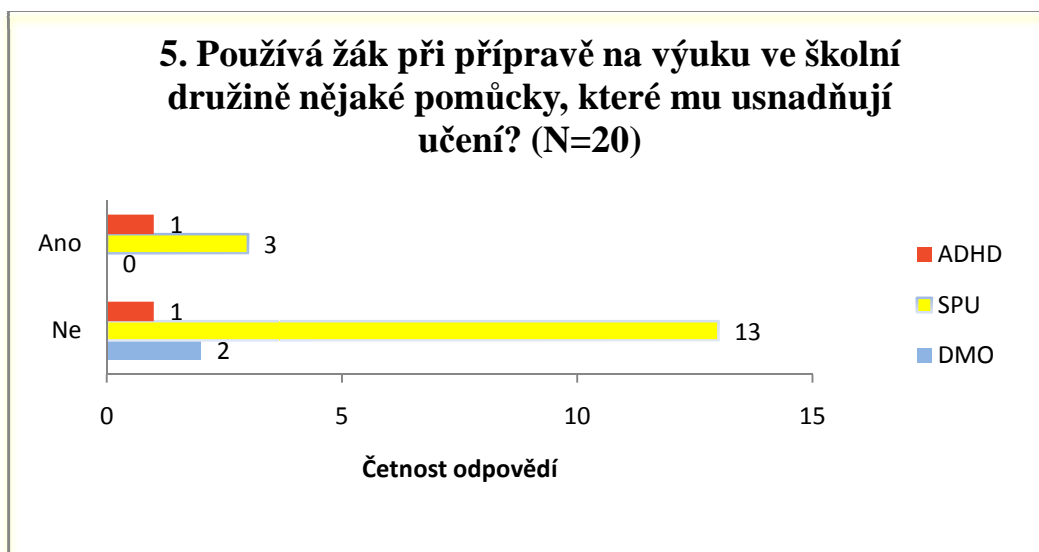 5. Používá žák při přípravě na výuku ve školní
družině nějaké pomůcky, které mu usnadňují
učení? (N=20)
Ano
1
3
0
Ne
1
13
2
ADHD
SPU
DMO
0 5 10 15
Četnost odpovědí